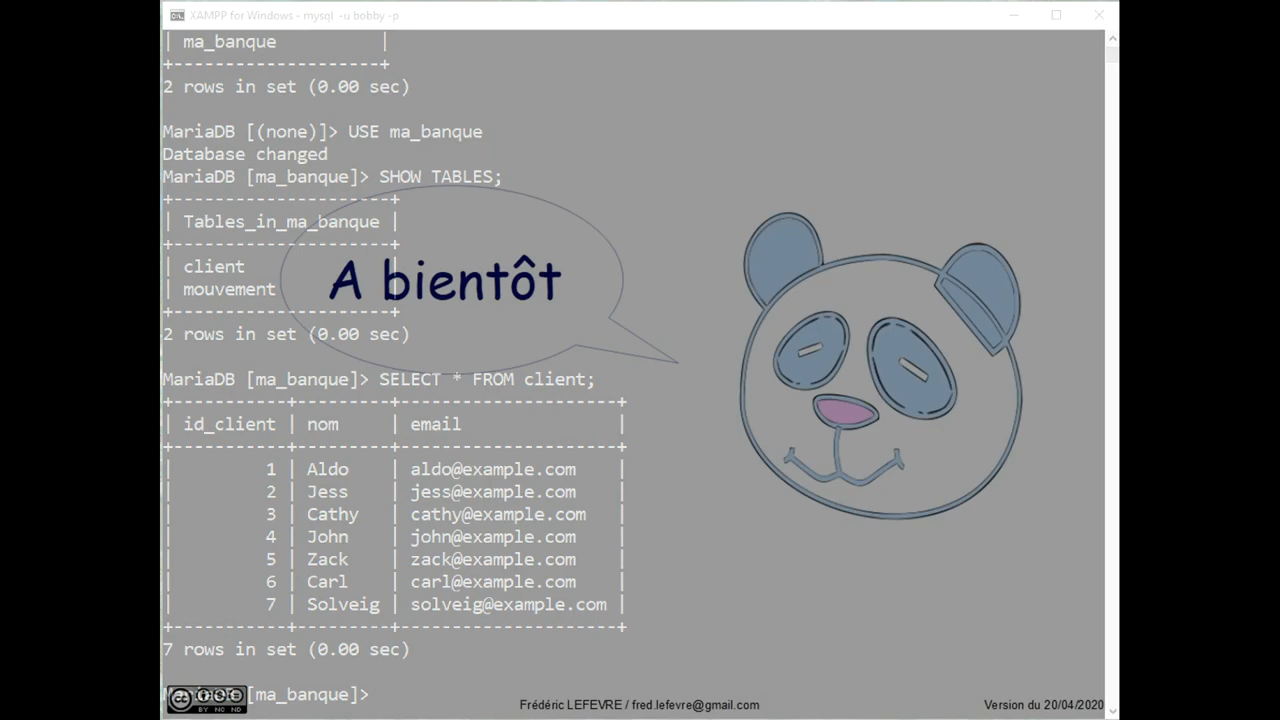 XAMPP for Windows - mysql -u bobby -p
| ma_banque |
+--------------------+
2 rows in set (0.00 sec)
MariaDB [(none)]> USE ma_banque
Database changed
MariaDB [ma_banque]> SHOW TABLES;
+---------------------+
| Tables_in_ma_banque |
+---------------------+
| client |
| mouvement |
+---------------------+
2 rows in set (0.00 sec)
A bientôt
MariaDB [ma_banque]> SELECT * FROM client;
+-----------+---------+---------------------+
| id_client | nom | email |
+-----------+---------+---------------------+
| 1 | Aldo | aldo@example.com |
| 2 | Jess | jess@example.com |
| 3 | Cathy | cathy@example.com |
| 4 | John | john@example.com |
| 5 | Zack | zack@example.com |
| 6 | Carl | carl@example.com |
| 7 | Solveig | solveig@example.com |
+-----------+---------+---------------------+
7 rows in set (0.00 sec)
MariaDB [ma_banque]>
cc BY NC ND
Frédéric LEFEVRE / fred.lefevre@gmail.com
Version du 20/04/2020